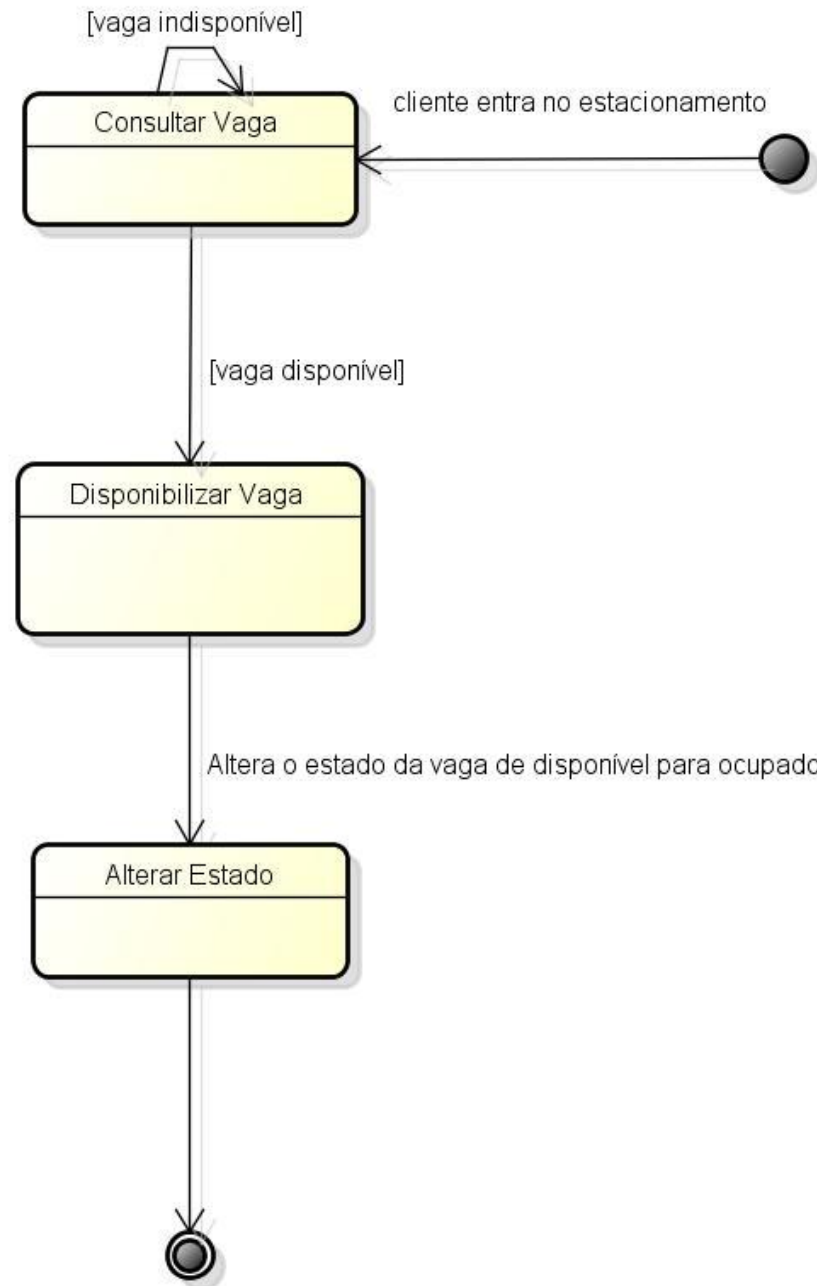 [vaga indisponível]
cliente entra no estacionamento
Consultar Vaga
[vaga disponível]
Disponibilizar Vaga
Altera o estado da vaga de disponível para ocupado
Alterar Estado